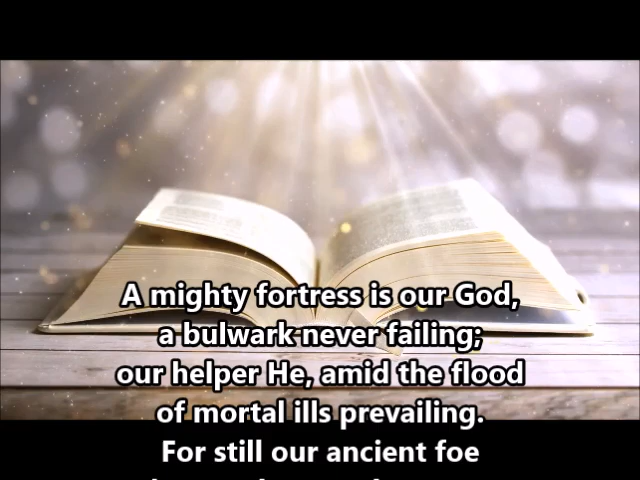 A mighty fortress is our God,
a bulwark never failing;
our helper He, amid the flood
of mortal ills prevailing.
For still our ancient foe